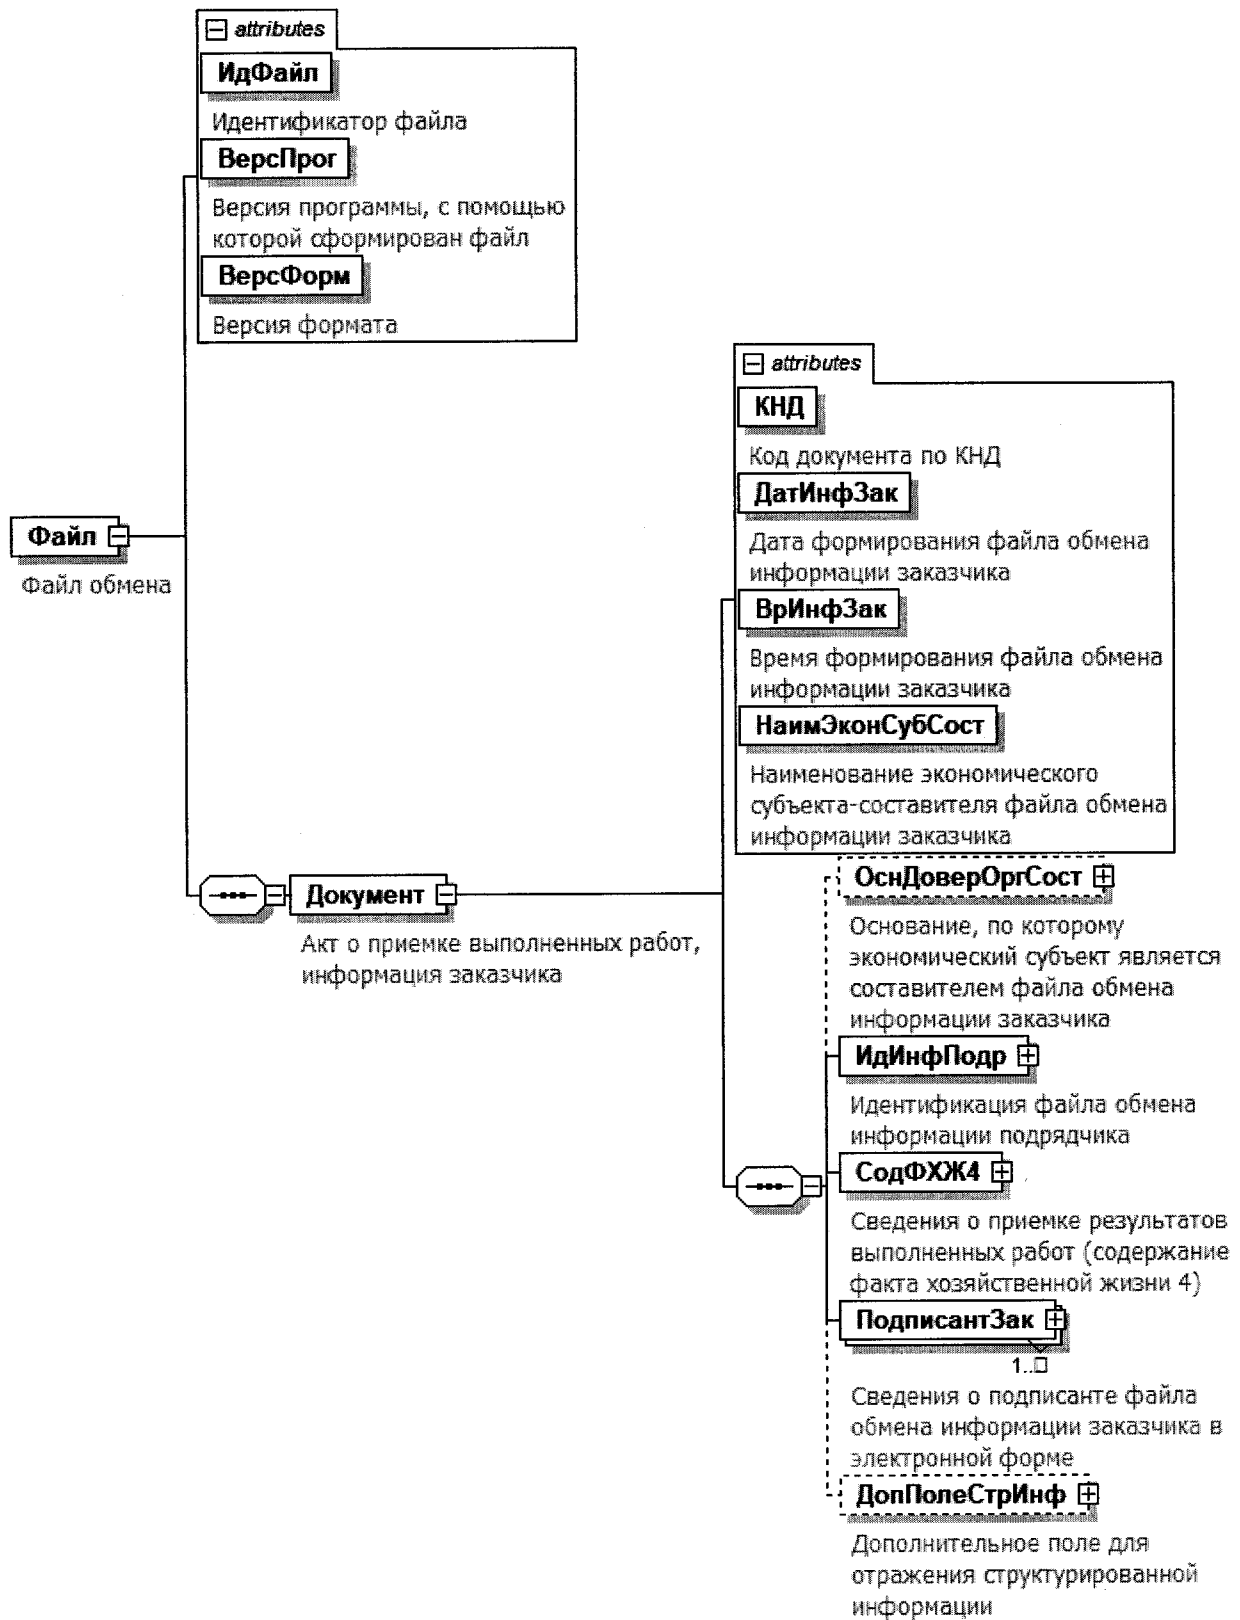 attributes
ИдФайл
Идентификатор файла
ВерсПрог
Версия программы, с помощью
которой сформирован файл
ВерсФорм
Версия формата
Файл
Файл обмена
Документ
Акт о приемке выполненных работ,
информация заказчика
attributes
КНД
Код документа по КНД
ДатИнфЗак
Дата формирования файла обмена
информации заказчика
ВрИнфЗак
Время формирования файла обмена
информации заказчика
НаимЭконСубСост
Наименование экономического
субъекта-составителя файла обмена
информации заказчика
ОснДоверОргСост
Основание, по которому
экономический субъект является
составителем файла обмена
информации заказчика
ИдИнфПодр
Идентификация файла обмена
информации подрядчика
СодФХЖ4
Сведения о приемке результатов
выполненных работ (содержание
факта хозяйственной жизни 4)
ПодписантЗак
1..□
Сведения о подписанте файла
обмена информации заказчика в
электронной форме
ДопПолеСтрИнф
Дополнительное поле для
отражения структурированной
информации